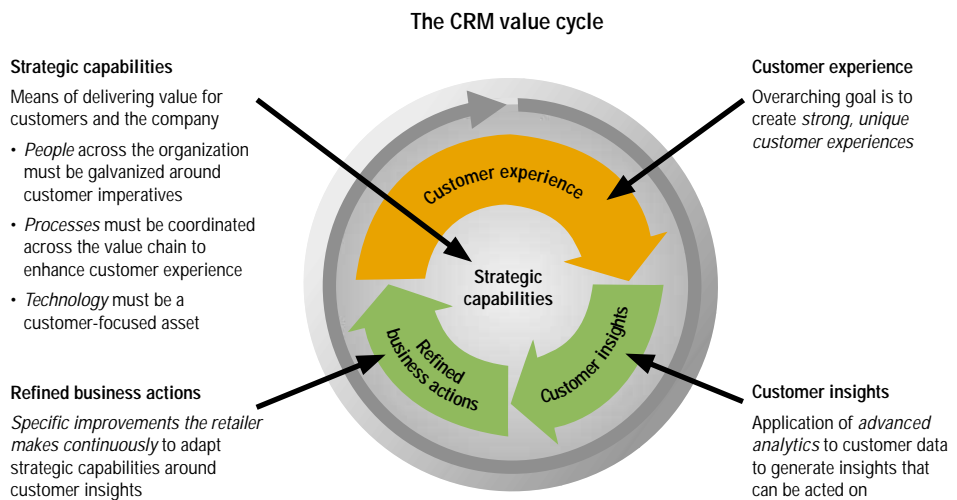 The CRM value cycle
Strategic capabilities
Means of delivering value for
customers and the company
• People across the organization
must be galvanized around
customer imperatives
• Processes must be coordinated
across the value chain to
enhance customer experience
• Technology must be a
customer-focused asset
Refined business actions
Specific improvements the retailer
makes continuously to adapt
strategic capabilities around
customer insights
Customer experience
Strategic
capabilities
Refined
business actions
Customer insights
Customer experience
Overarching goal is to
create strong, unique
customer experiences
Customer insights
Application of advanced
analytics to customer data
to generate insights that
can be acted on